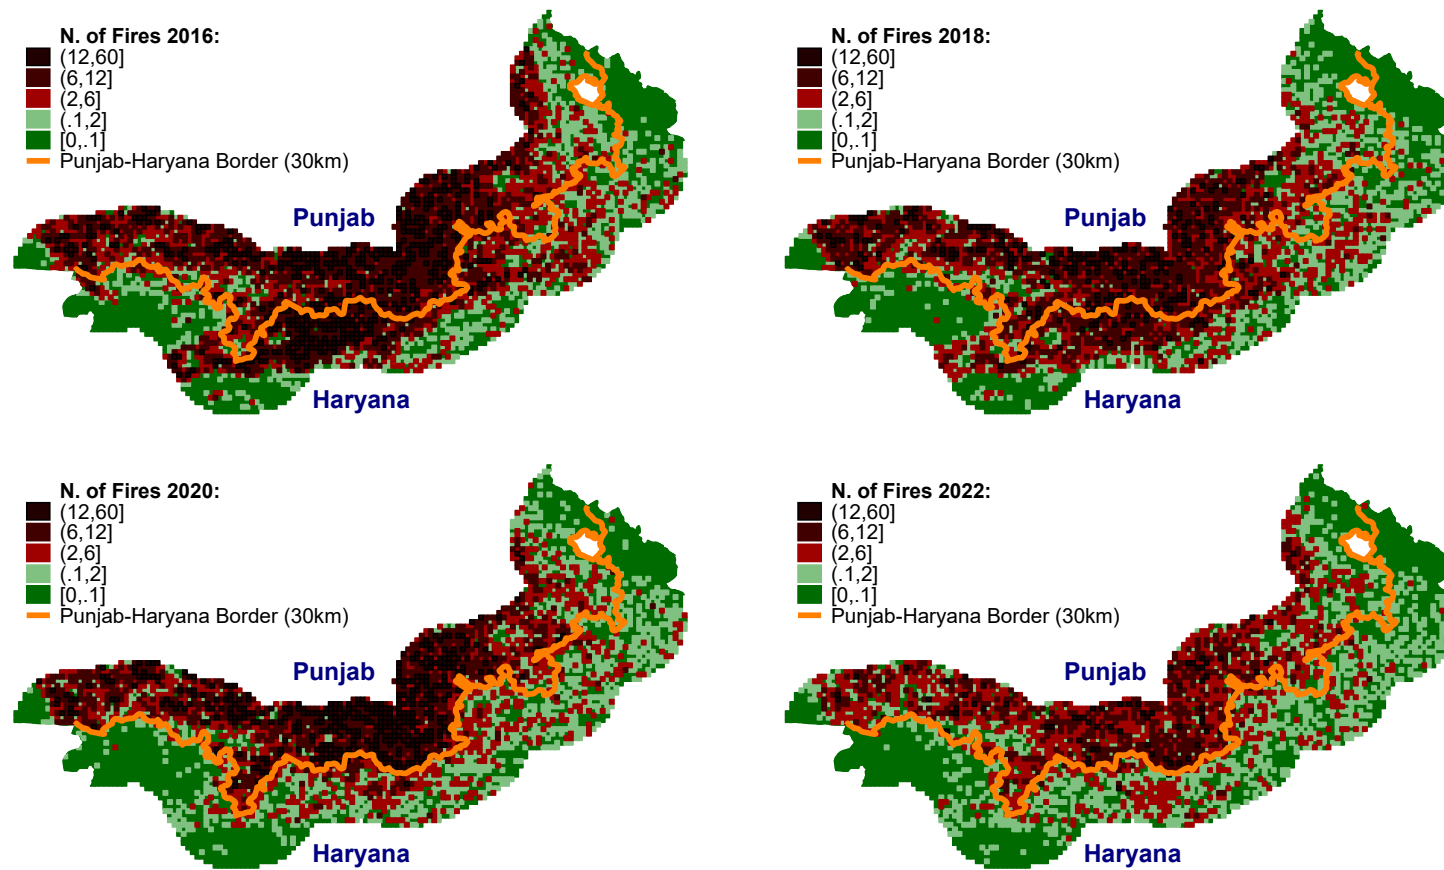 N. of Fires 2016:
(12,60]
(6,12]
(2,6]
(.1,2]
[0,.1]
Punjab-Haryana Border (30km)
Punjab
Haryana
N. of Fires 2018:
(12,60]
(6,12]
(2,6]
(.1,2]
[0,.1]
Punjab-Haryana Border (30km)
Punjab
Haryana
N. of Fires 2020:
(12,60]
(6,12]
(2,6]
(.1,2]
[0,.1]
Punjab-Haryana Border (30km)
Punjab
Haryana
N. of Fires 2022:
(12,60]
(6,12]
(2,6]
(.1,2]
[0,.1]
Punjab-Haryana Border (30km)
Punjab
Haryana